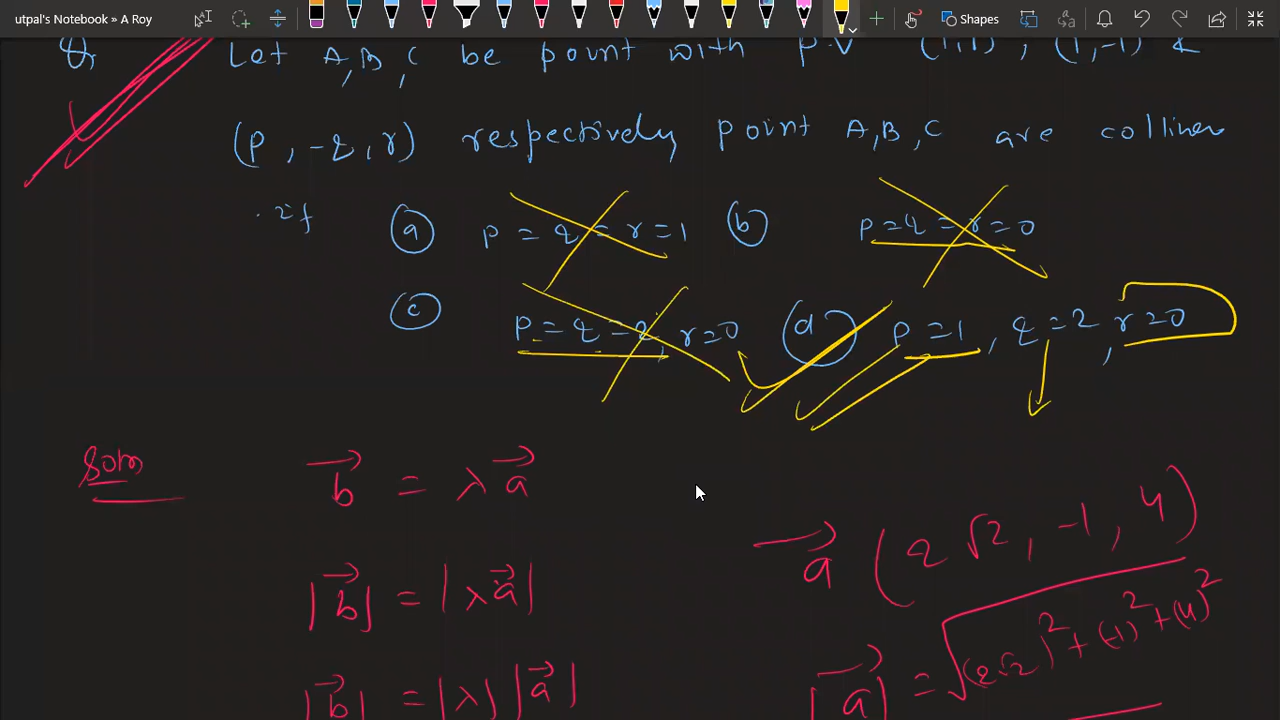 utpal's Notebook » A Roy
Shapes
Q, Let A, B, C be point with P.V (1,1), (1,-1) &
(p, -q, r) respectively point A, B, C are colliner
if (a) p = q = r = 1 (b) p = q = r = 0
(c) p = q = 2, r = 0 (d) p = 1, q = 2, r = 0
Soln
b = λ a
a (2√2, -1, 4)
|b| = |λa|
|a| = √(2√2)² + (-1)² + (4)²
|b| = |λ| |a|